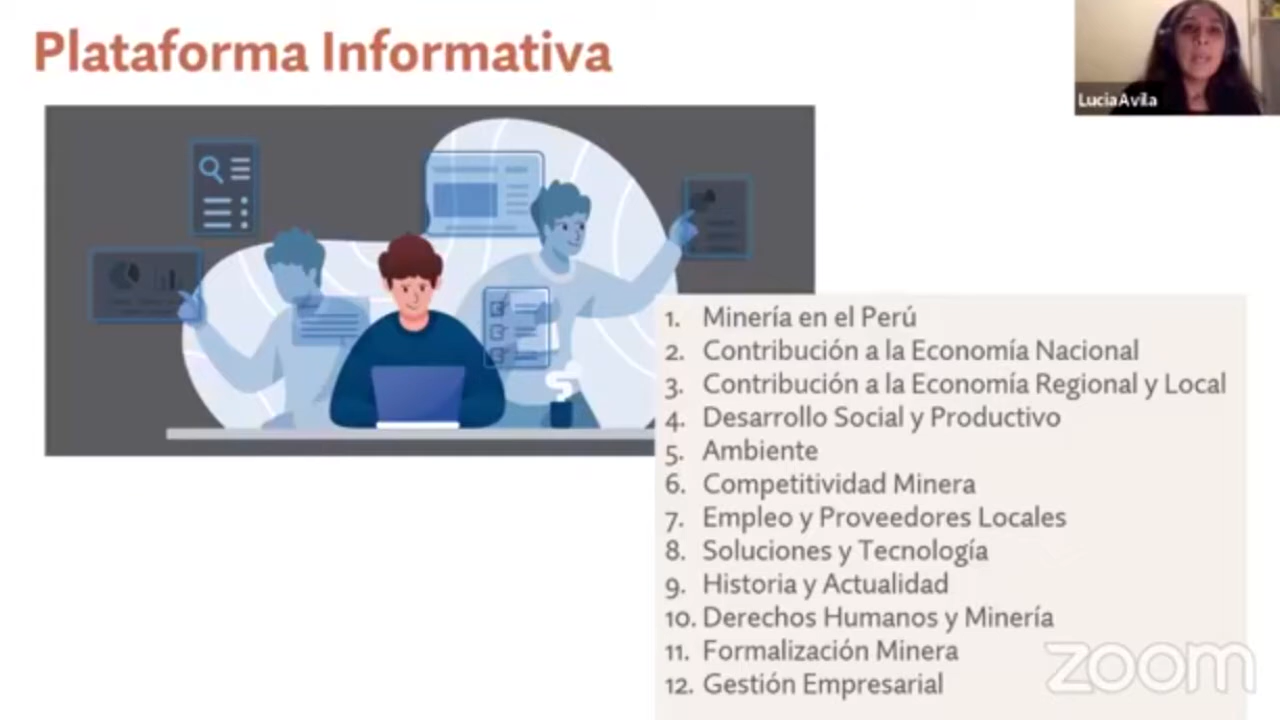 Plataforma Informativa
LuciaAvila
1. Minería en el Perú
2. Contribución a la Economía Nacional
3. Contribución a la Economía Regional y Local
4. Desarrollo Social y Productivo
5. Ambiente
6. Competitividad Minera
7. Empleo y Proveedores Locales
8. Soluciones y Tecnología
9. Historia y Actualidad
10. Derechos Humanos y Minería
11. Formalización Minera
12. Gestión Empresarial
zoom